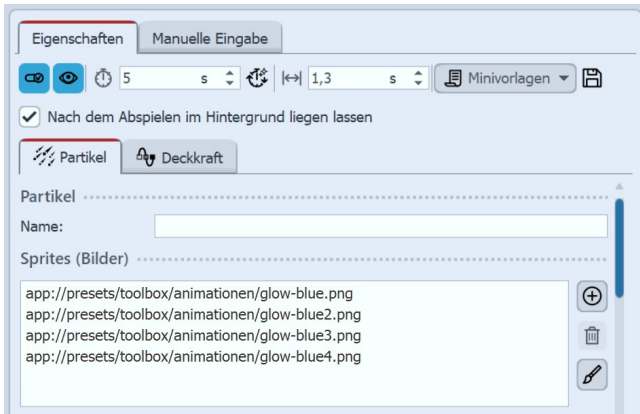 Eigenschaften Manuelle Eingabe
5 s 1,3 s Minivorlagen
Nach dem Abspielen im Hintergrund liegen lassen
Partikel Deckkraft
Partikel
Name:
Sprites (Bilder)
app://presets/toolbox/animationen/glow-blue.png
app://presets/toolbox/animationen/glow-blue2.png
app://presets/toolbox/animationen/glow-blue3.png
app://presets/toolbox/animationen/glow-blue4.png